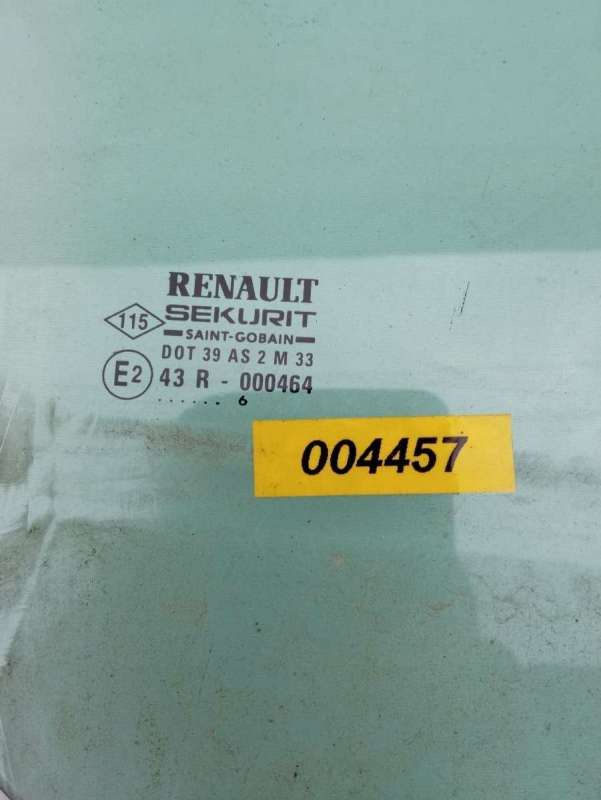 RENAULT
115 SEKURIT
SAINT-GOBAIN
DOT 39 AS 2 M 33
E2 43 R - 000464
...... 6
004457